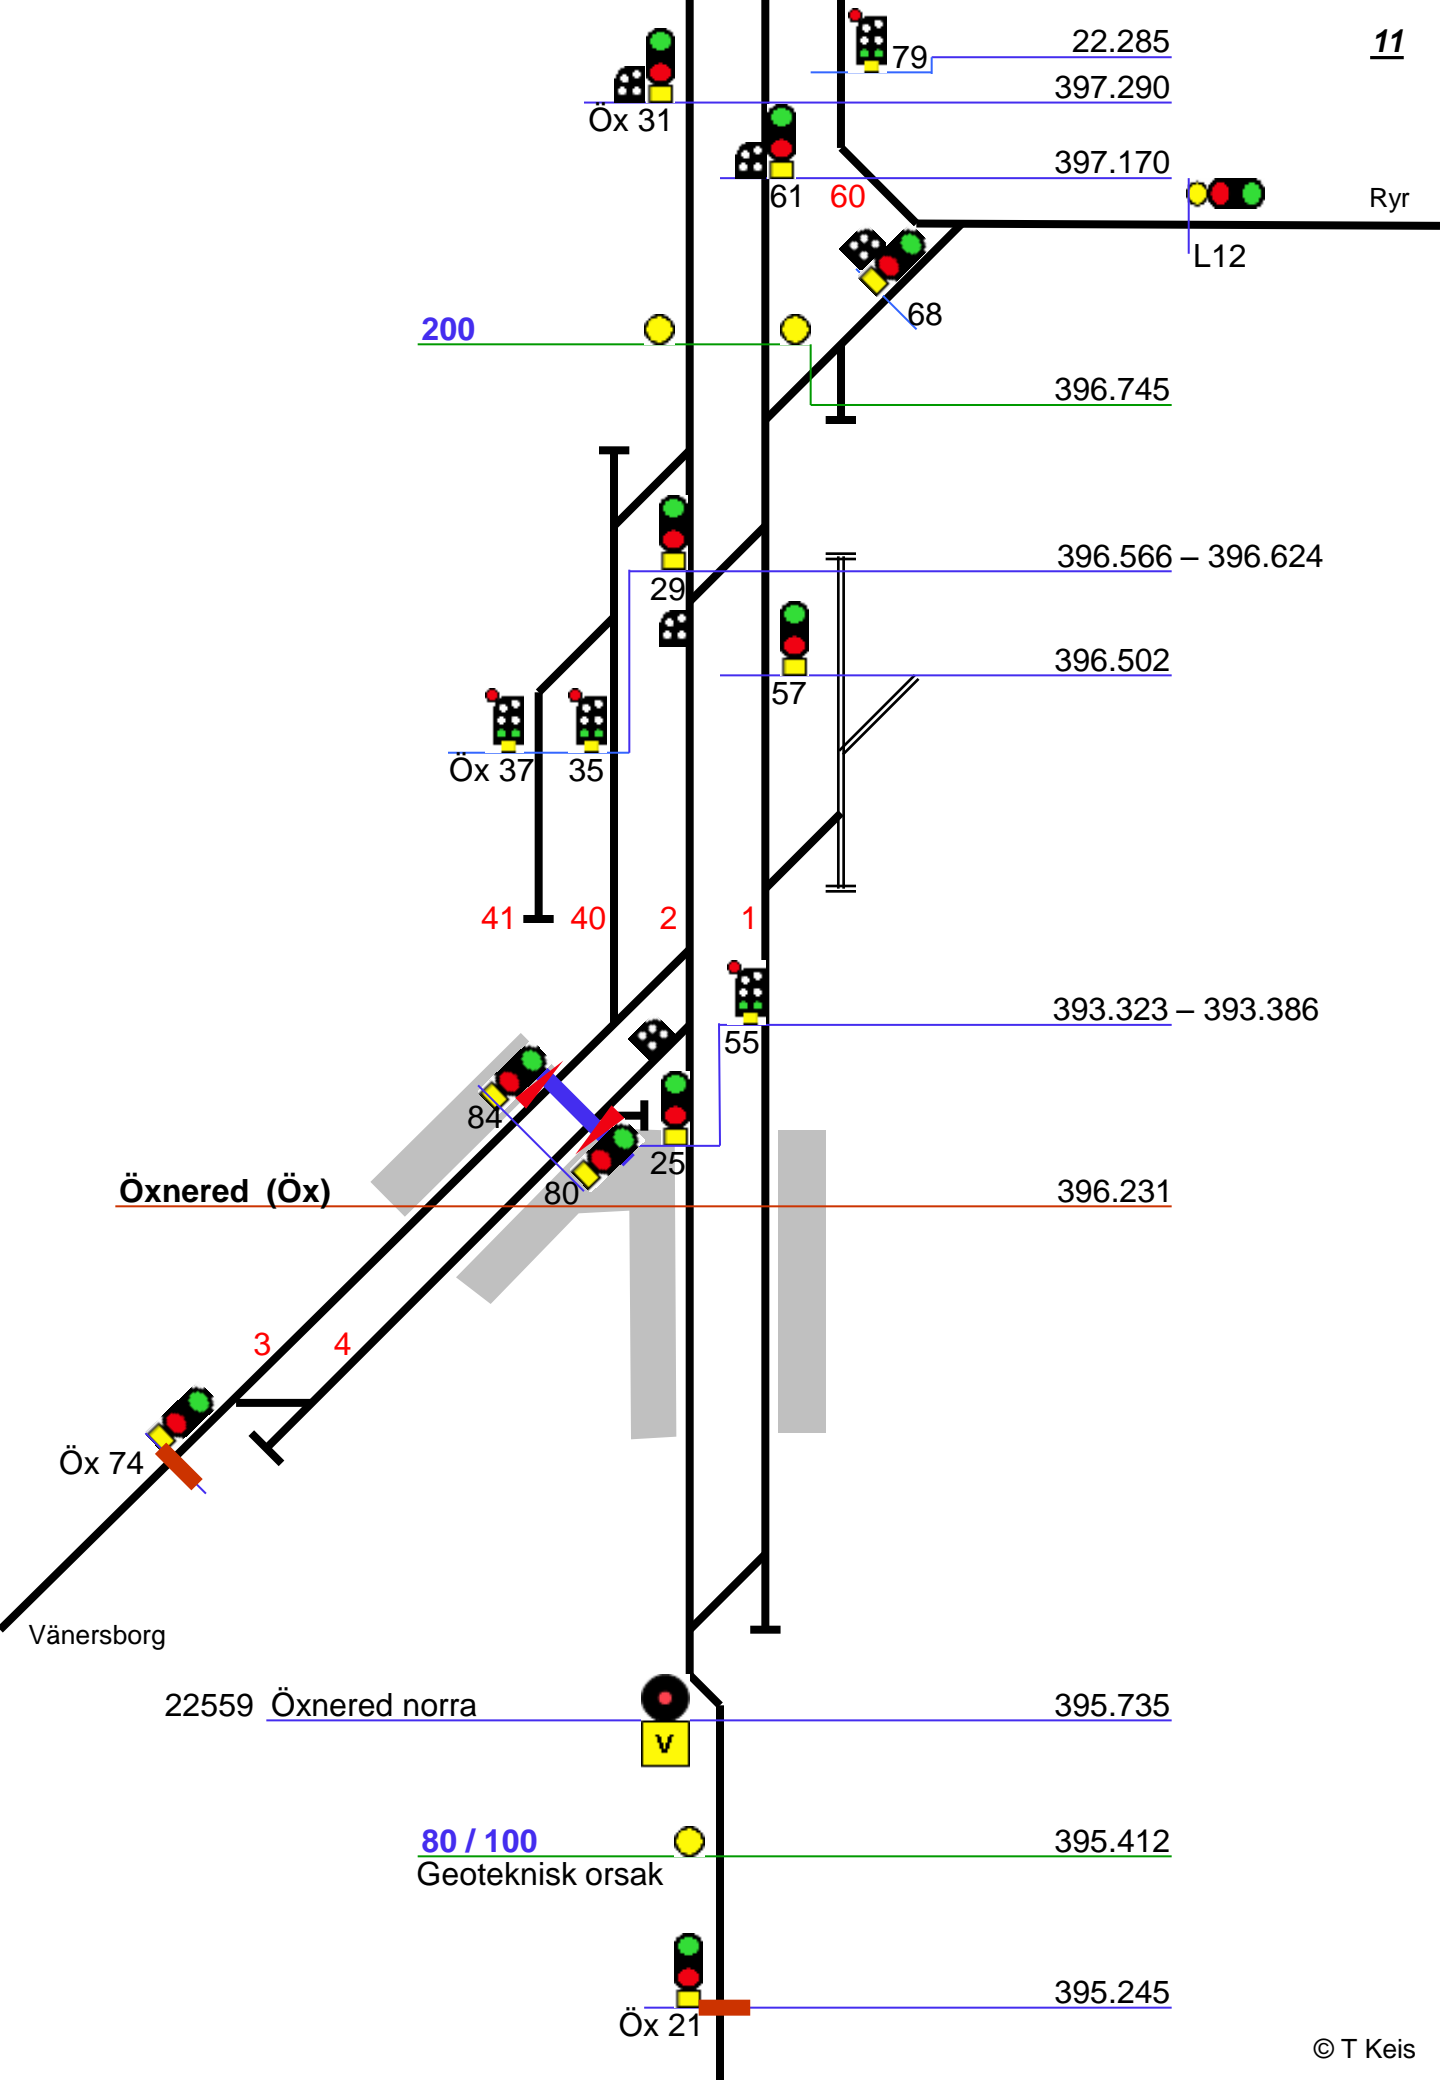 22.285
11
79
397.290
Öx 31
397.170
61 60
Ryr
L12
68
200
396.745
396.566 – 396.624
29
396.502
57
Öx 37 35
41 40 2 1
393.323 – 393.386
55
84
25
80
Öxnered (Öx) 396.231
3 4
Öx 74
Vänersborg
22559 Öxnered norra 395.735
V
80 / 100 395.412
Geoteknisk orsak
395.245
Öx 21
© T Keis